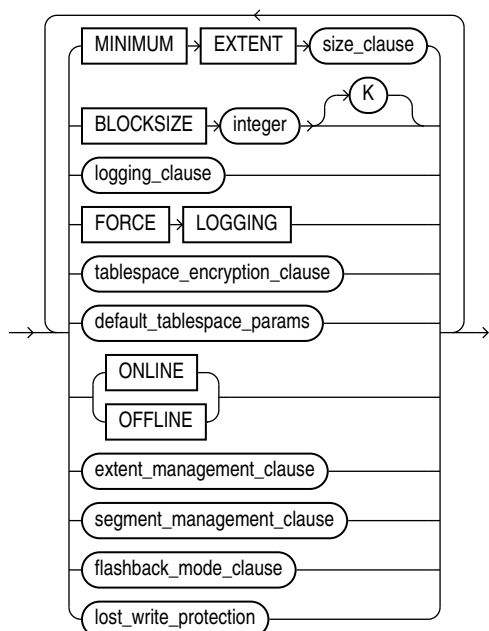 MINIMUM EXTENT size_clause
K
BLOCKSIZE integer
logging_clause
FORCE LOGGING
tablespace_encryption_clause
default_tablespace_params
ONLINE
OFFLINE
extent_management_clause
segment_management_clause
flashback_mode_clause
lost_write_protection